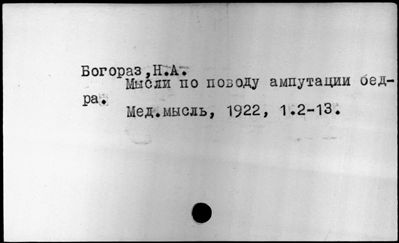 Богораз,Н.А.
Мысли по поводу ампутации бед-
ра.
Мед.мысль, 1922, 1.2-13.